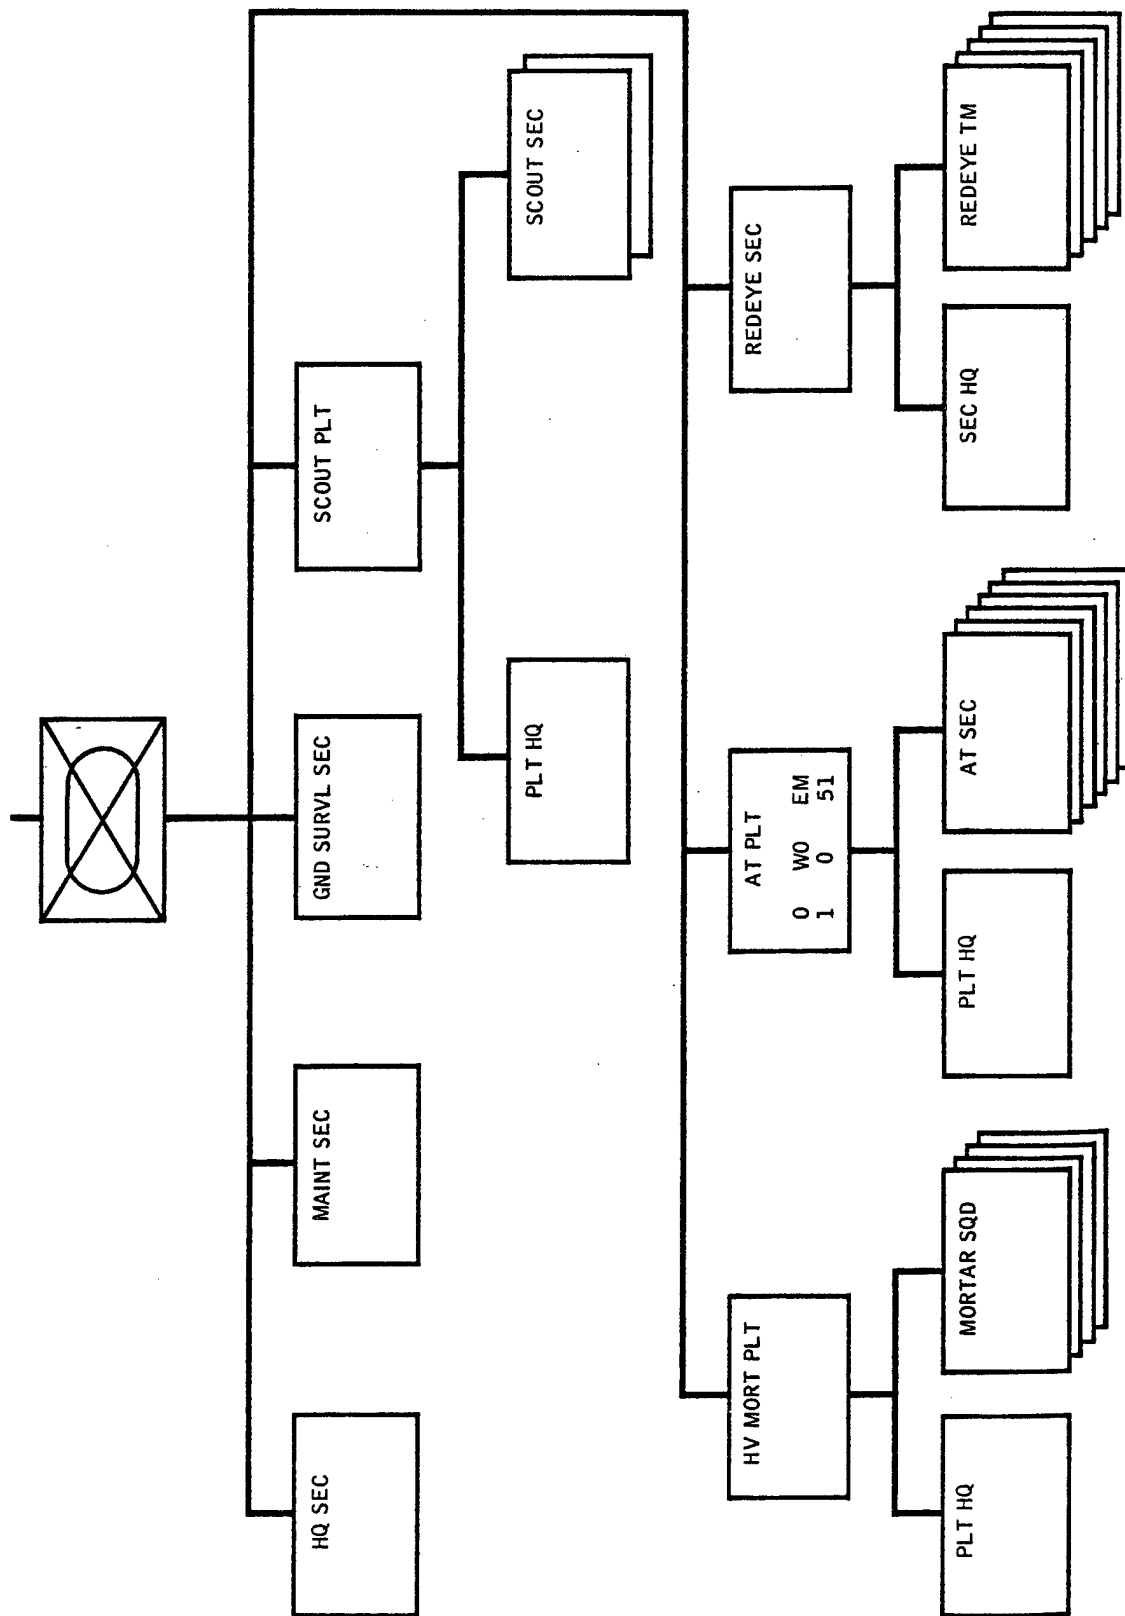 HQ SEC
MAINT SEC
GND SURVL SEC
SCOUT PLT
PLT HQ
SCOUT SEC
HV MORT PLT
AT PLT
O WO EM
1 0 51
REDEYE SEC
PLT HQ
MORTAR SQD
PLT HQ
AT SEC
SEC HQ
REDEYE TM